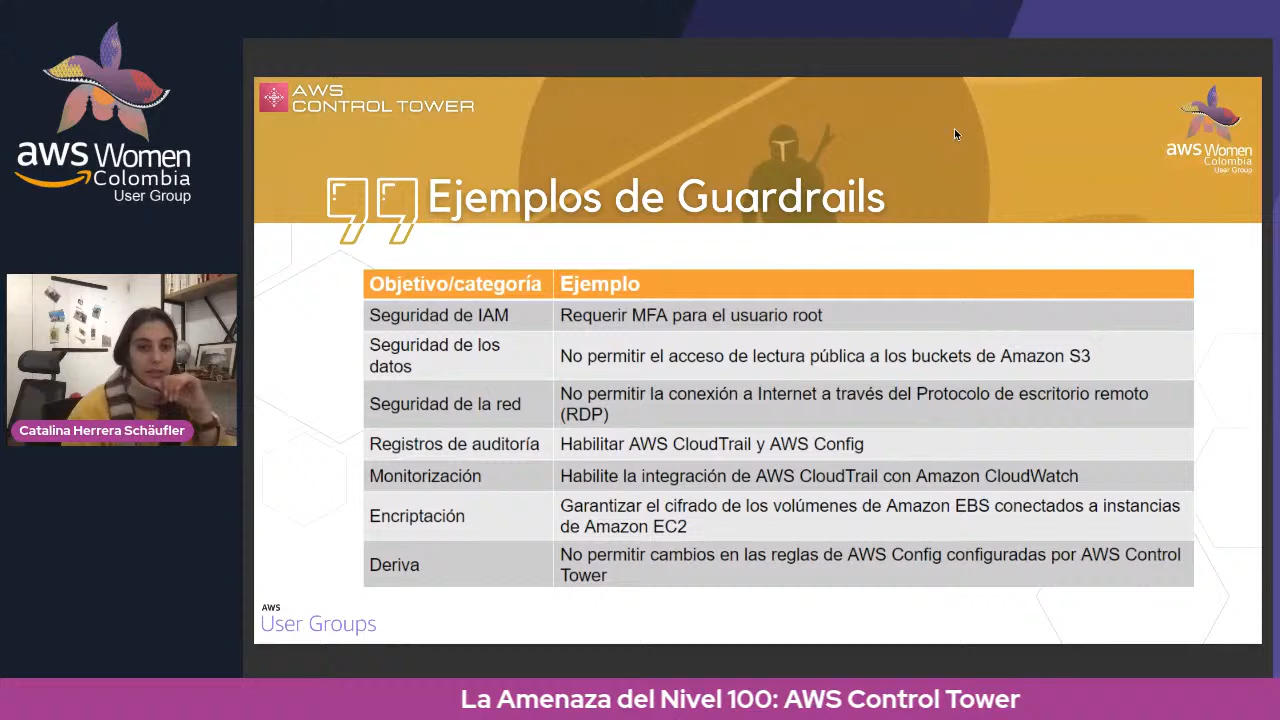 aws Women
Colombia
User Group
Catalina Herrera Schäufler
AWS
CONTROL TOWER
aws Women
Colombia
User Group
Ejemplos de Guardrails
Objetivo/categoría Ejemplo
Seguridad de IAM Requerir MFA para el usuario root
Seguridad de los
datos
No permitir el acceso de lectura pública a los buckets de Amazon S3
Seguridad de la red
No permitir la conexión a Internet a través del Protocolo de escritorio remoto
(RDP)
Registros de auditoría Habilitar AWS CloudTrail y AWS Config
Monitorización Habilite la integración de AWS CloudTrail con Amazon CloudWatch
Encriptación
Garantizar el cifrado de los volúmenes de Amazon EBS conectados a instancias
de Amazon EC2
Deriva
No permitir cambios en las reglas de AWS Config configuradas por AWS Control
Tower
AWS
User Groups
La Amenaza del Nivel 100: AWS Control Tower